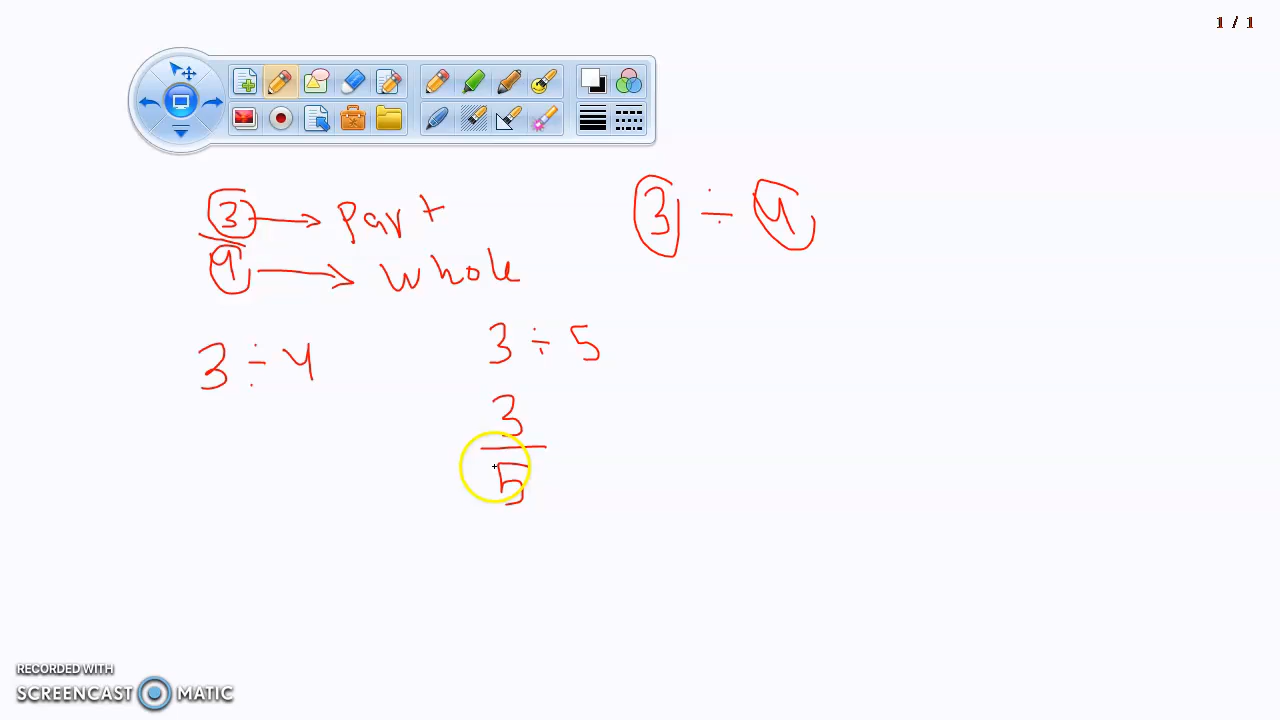 1 / 1
3 → Part
4 → Whole
3 ÷ 4
3 ÷ 4
3 ÷ 5
3
5
RECORDED WITH
SCREENCAST MATIC